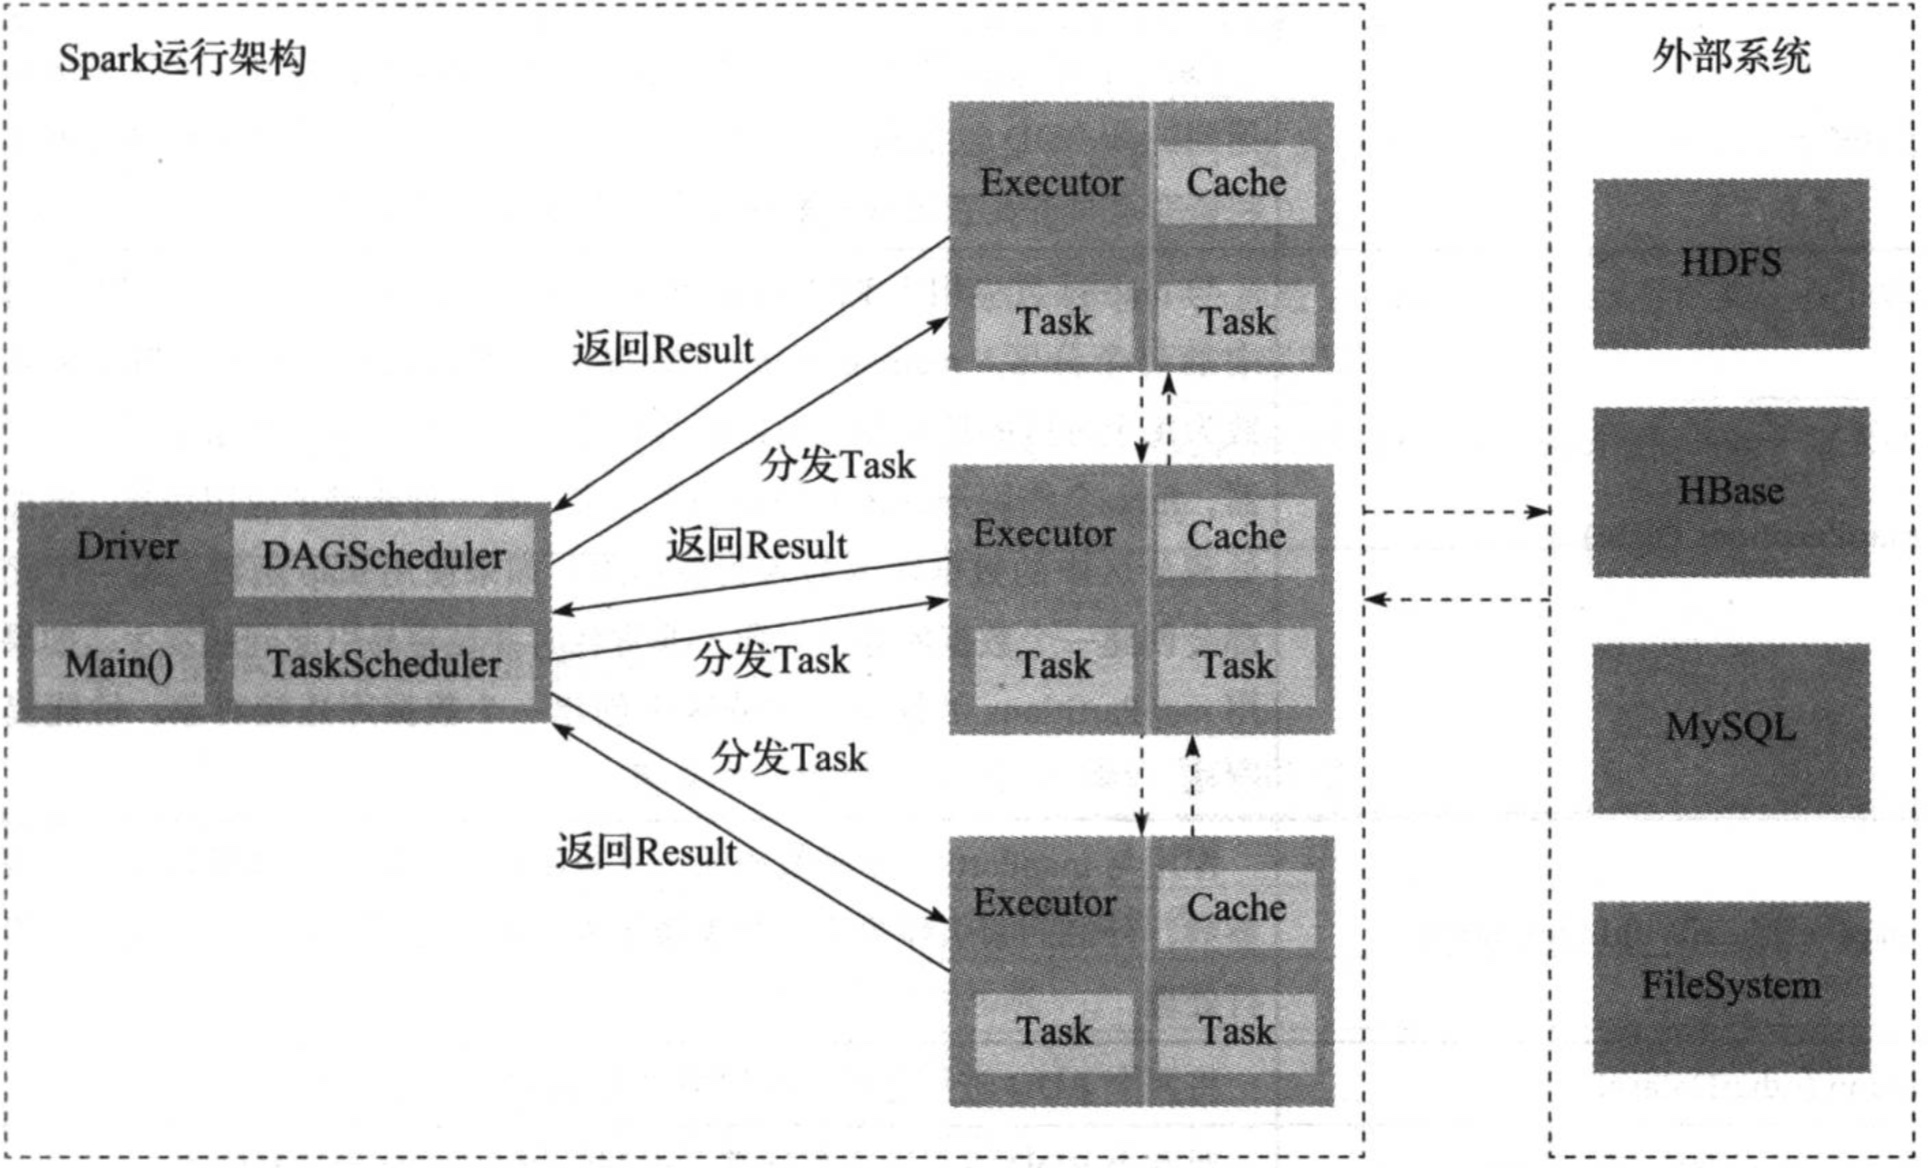 Spark运行架构
外部系统
Executor
Cache
Task
Task
返回Result
分发Task
Driver
DAGScheduler
Main()
TaskScheduler
返回Result
分发Task
Executor
Cache
Task
Task
分发Task
返回Result
Executor
Cache
Task
Task
HDFS
HBase
MySQL
FileSystem